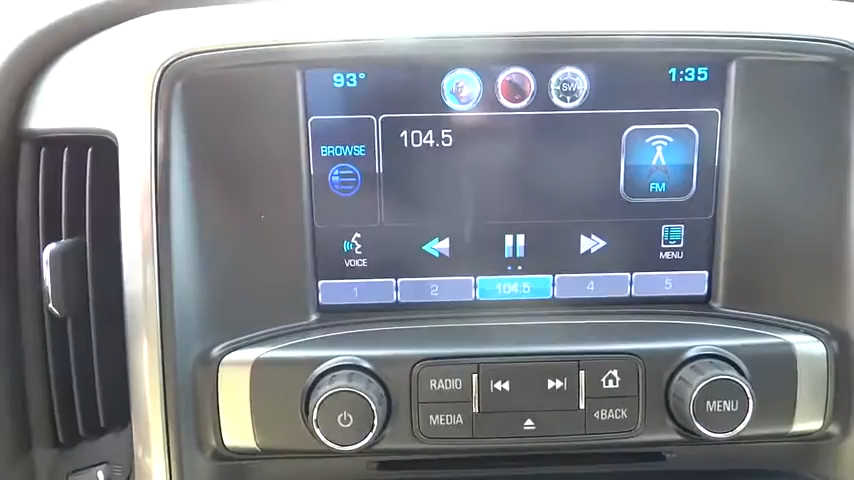 93° SW 1:35
BROWSE 104.5 FM
VOICE MENU
1 2 104.5 4 5
RADIO
MEDIA BACK MENU